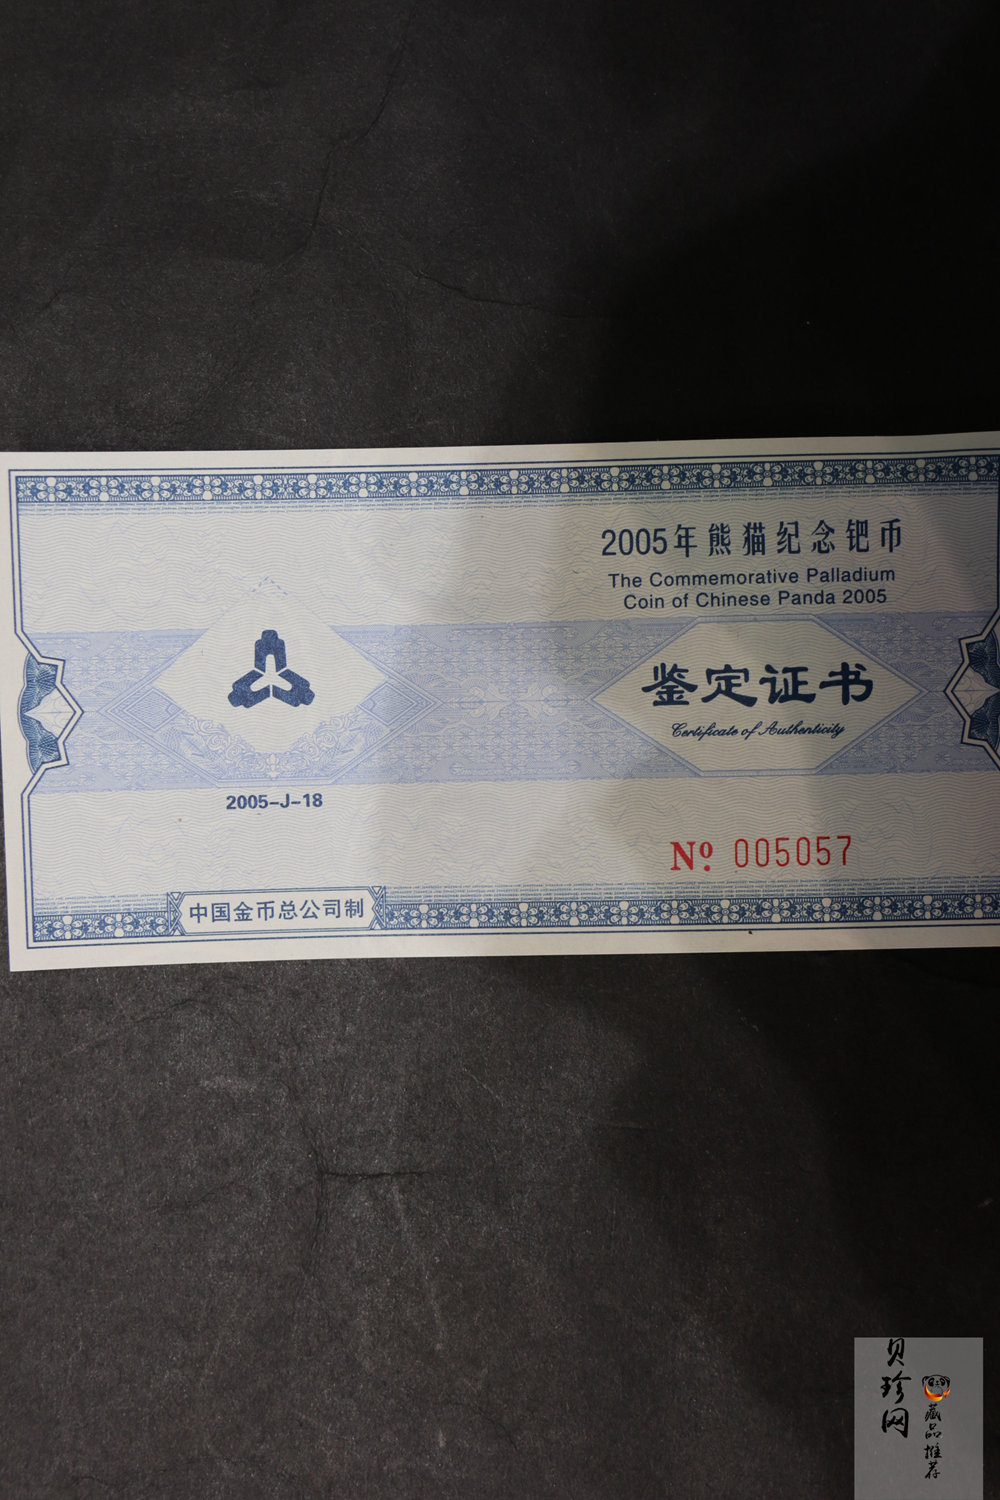 2005年熊猫纪念钯币
The Commemorative Palladium
Coin of Chinese Panda 2005
鉴定证书
Certificate of Authenticity
2005-J-18
Nº 005057
中国金币总公司制
贝珍网
藏品推荐